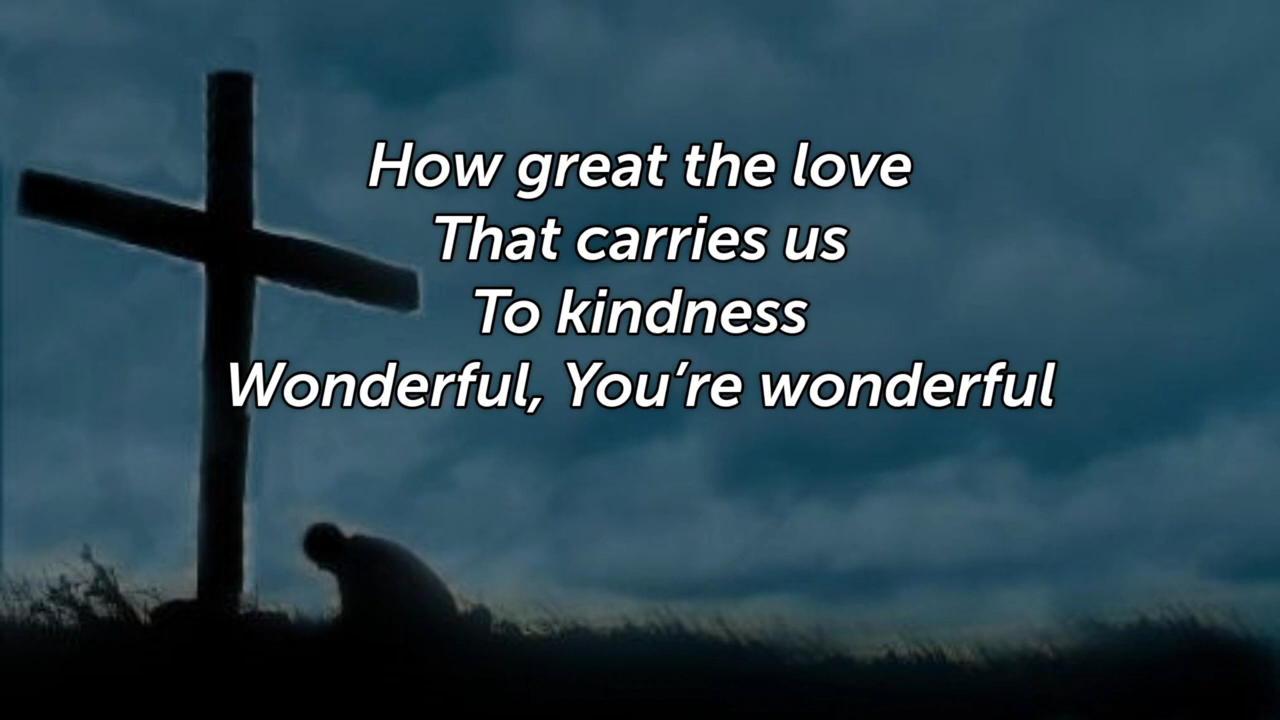 How great the love
That carries us
To kindness
Wonderful, You’re wonderful